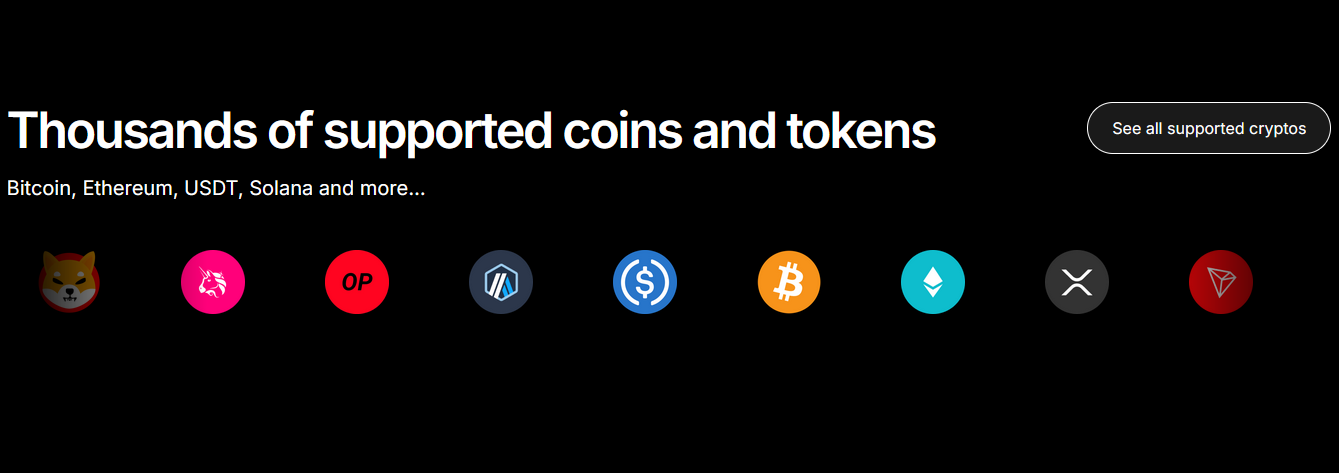 Thousands of supported coins and tokens
See all supported cryptos
Bitcoin, Ethereum, USDT, Solana and more...
OP